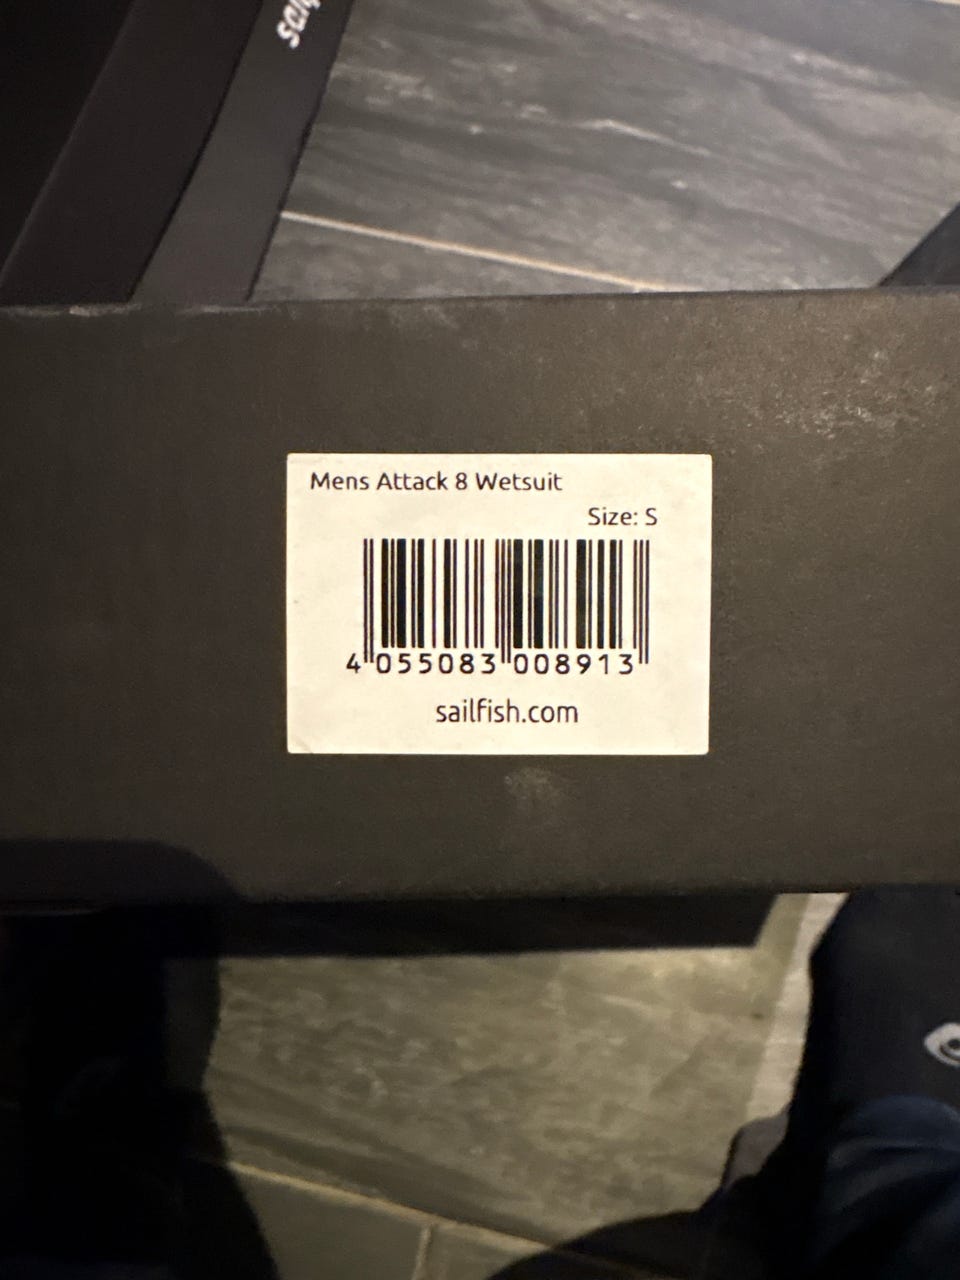 Mens Attack 8 Wetsuit
Size: S
4 055083 008913
sailfish.com